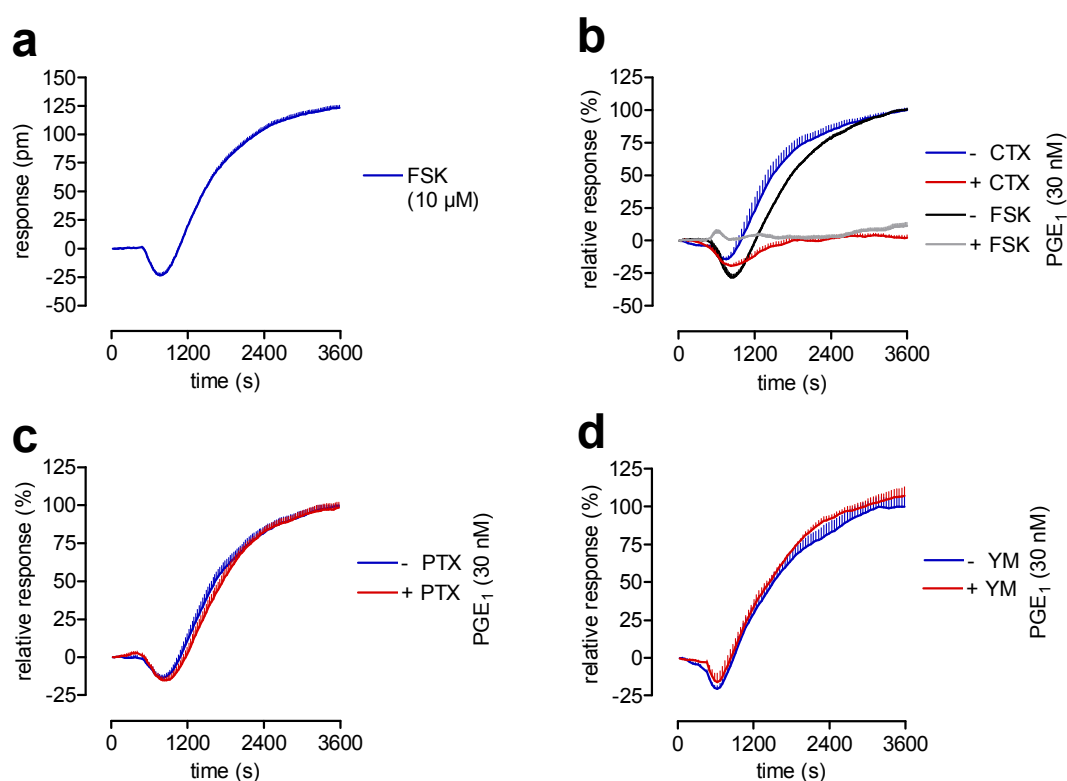 a
response (pm)
150
125
100
75
50
25
0
-25
-50
0 1200 2400 3600
time (s)
FSK
(10 µM)
b
relative response (%)
125
100
75
50
25
0
-25
-50
0 1200 2400 3600
time (s)
- CTX
+ CTX
- FSK
+ FSK
PGE₁ (30 nM)
c
relative response (%)
125
100
75
50
25
0
-25
0 1200 2400 3600
time (s)
- PTX
+ PTX
PGE₁ (30 nM)
d
relative response (%)
125
100
75
50
25
0
-25
0 1200 2400 3600
time (s)
- YM
+ YM
PGE₁ (30 nM)